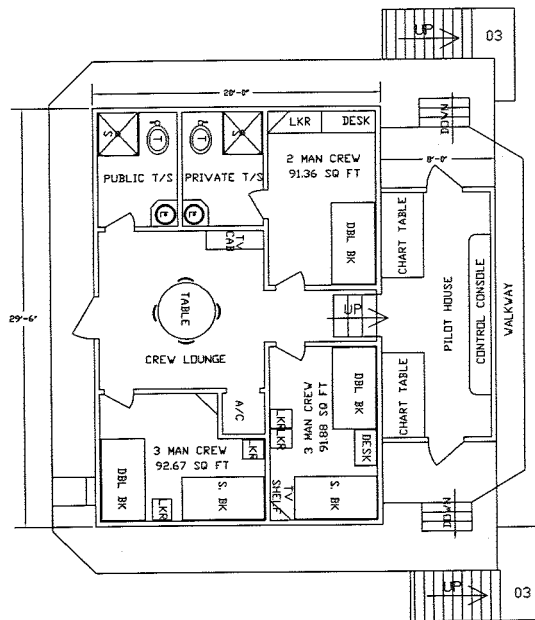 UP
03
20'-0"
DOWN
S
T
T
S
LKR
DESK
PUBLIC T/S
PRIVATE T/S
2 MAN CREW
91.36 SQ FT
8'-0"
DBL BK
CHART TABLE
TV
CAB
TABLE
CREW LOUNGE
29'-6"
UP
PILOT HOUSE
CONTROL CONSOLE
WALKWAY
CHART TABLE
A/C
3 MAN CREW
91.88 SQ FT
DBL BK
LKR
LKR
DESK
3 MAN CREW
92.67 SQ FT
LKR
DBL BK
LKR
S. BK
TV
SHELF
S. BK
DOWN
UP
03